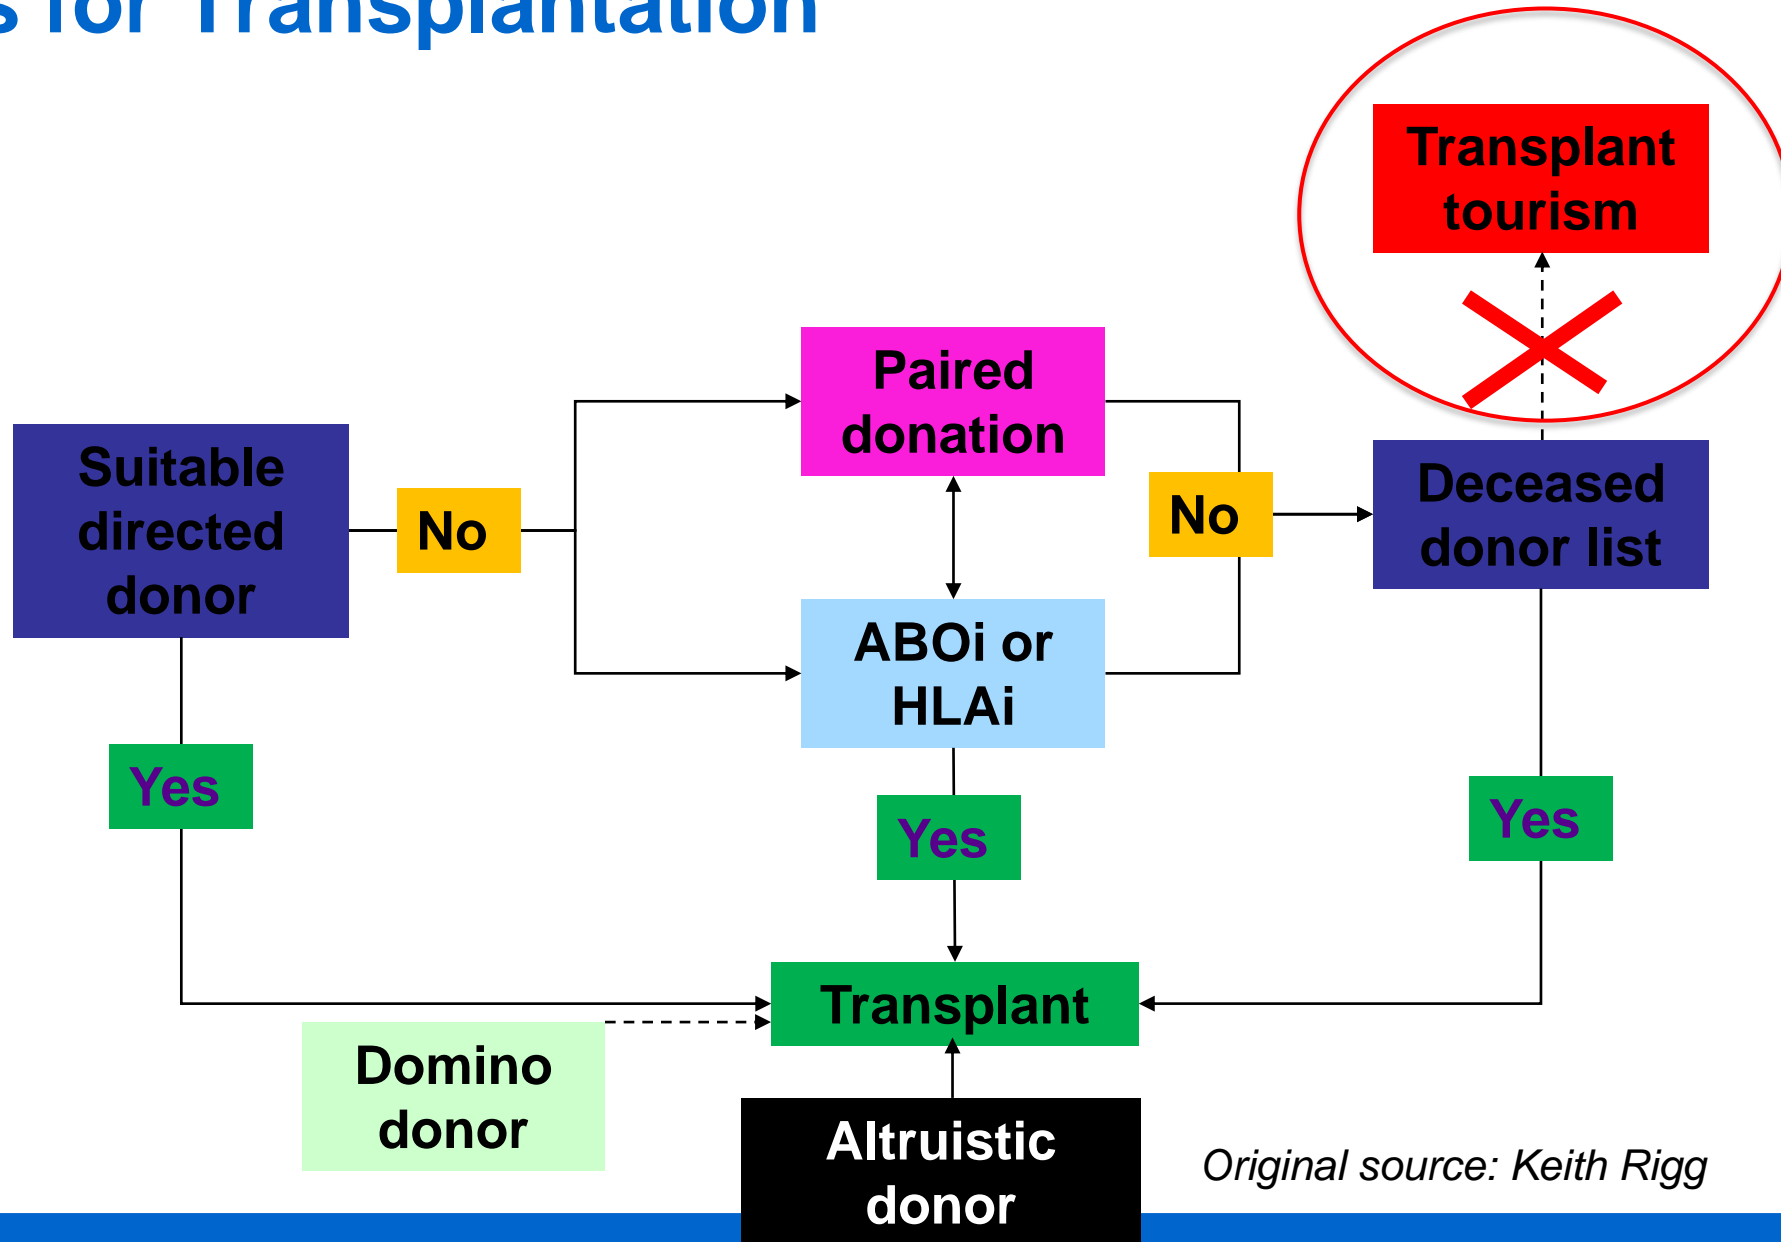 for Transplantation
Transplant
tourism
Paired
donation
Suitable
directed
donor
No
No
Deceased
donor list
ABOi or
HLAi
Yes
Yes
Yes
Transplant
Domino
donor
Altruistic
donor
Original source: Keith Rigg